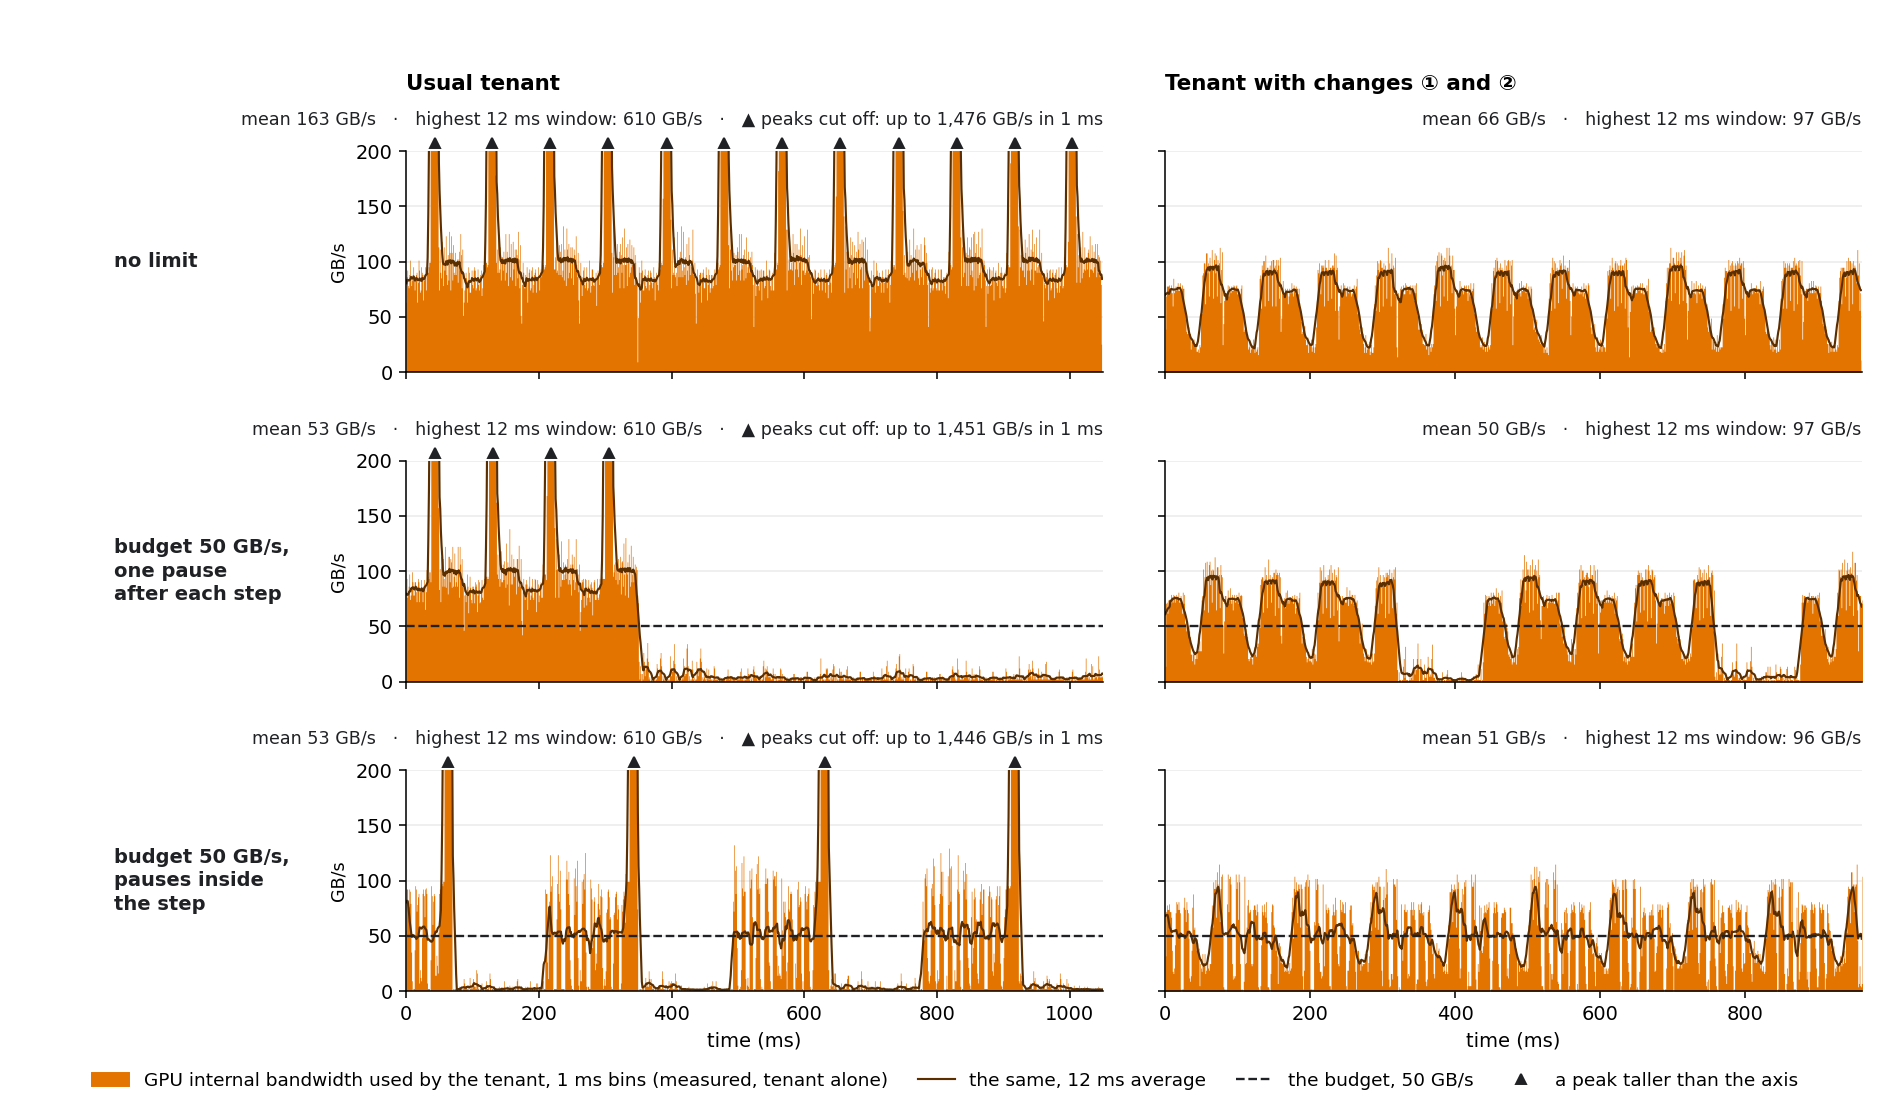 Usual tenant
Tenant with changes ① and ②
mean 163 GB/s · highest 12 ms window: 610 GB/s · ▲ peaks cut off: up to 1,476 GB/s in 1 ms
mean 66 GB/s · highest 12 ms window: 97 GB/s
no limit
GB/s
200
150
100
50
0
mean 53 GB/s · highest 12 ms window: 610 GB/s · ▲ peaks cut off: up to 1,451 GB/s in 1 ms
mean 50 GB/s · highest 12 ms window: 97 GB/s
budget 50 GB/s,
one pause
after each step
GB/s
200
150
100
50
0
mean 53 GB/s · highest 12 ms window: 610 GB/s · ▲ peaks cut off: up to 1,446 GB/s in 1 ms
mean 51 GB/s · highest 12 ms window: 96 GB/s
budget 50 GB/s,
pauses inside
the step
GB/s
200
150
100
50
0
0 200 400 600 800 1000
time (ms)
0 200 400 600 800
time (ms)
GPU internal bandwidth used by the tenant, 1 ms bins (measured, tenant alone)
the same, 12 ms average
the budget, 50 GB/s
▲ a peak taller than the axis